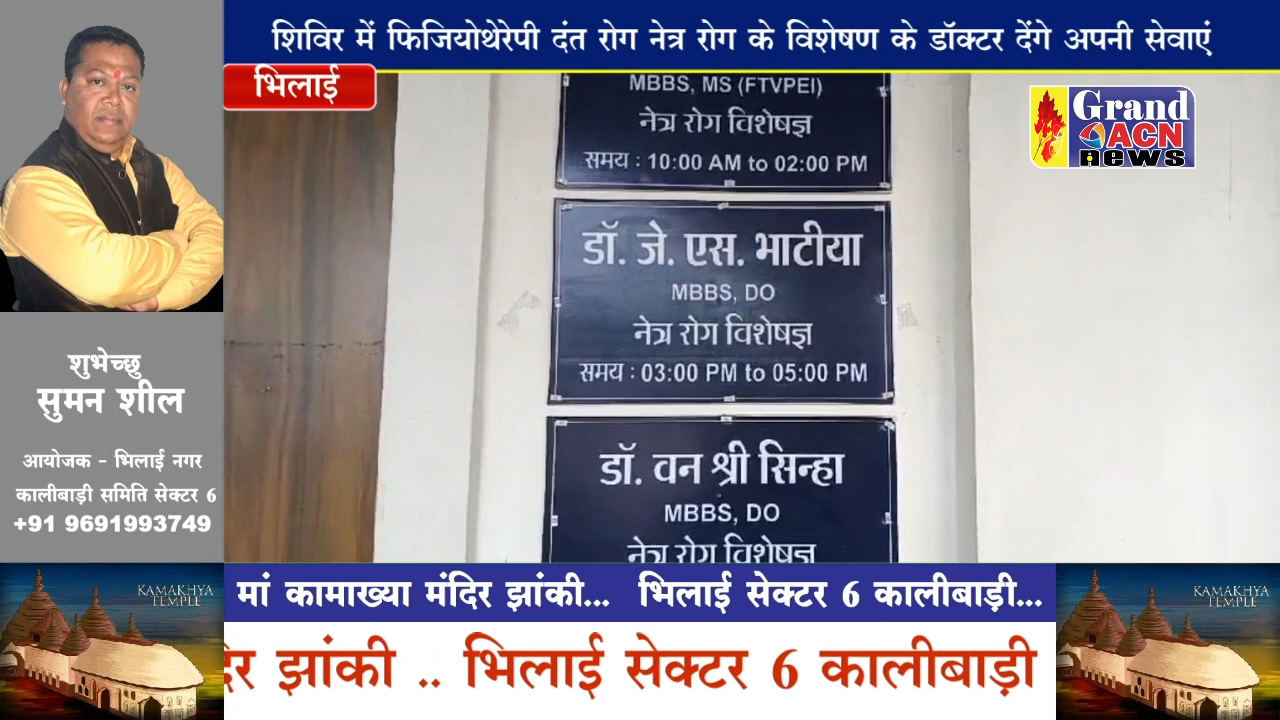 शिविर में फिजियोथेरेपी दंत रोग नेत्र रोग के विशेषण के डॉक्टर देंगे अपनी सेवाएं
भिलाई
Grand
ACN
news
MBBS, MS (FTVPEI)
नेत्र रोग विशेषज्ञ
समय : 10:00 AM to 02:00 PM
डॉ. जे. एस. भाटीया
MBBS, DO
नेत्र रोग विशेषज्ञ
समय : 03:00 PM to 05:00 PM
डॉ. वन श्री सिन्हा
MBBS, DO
नेत्र रोग विशेषज्ञ
शुभेच्छु
सुमन शील
आयोजक - भिलाई नगर
कालीबाड़ी समिति सेक्टर 6
+91 9691993749
KAMAKHYA
TEMPLE
मां कामाख्या मंदिर झांकी... भिलाई सेक्टर 6 कालीबाड़ी...
झांकी .. भिलाई सेक्टर 6 कालीबाड़ी
KAMAKHYA
TEMPLE